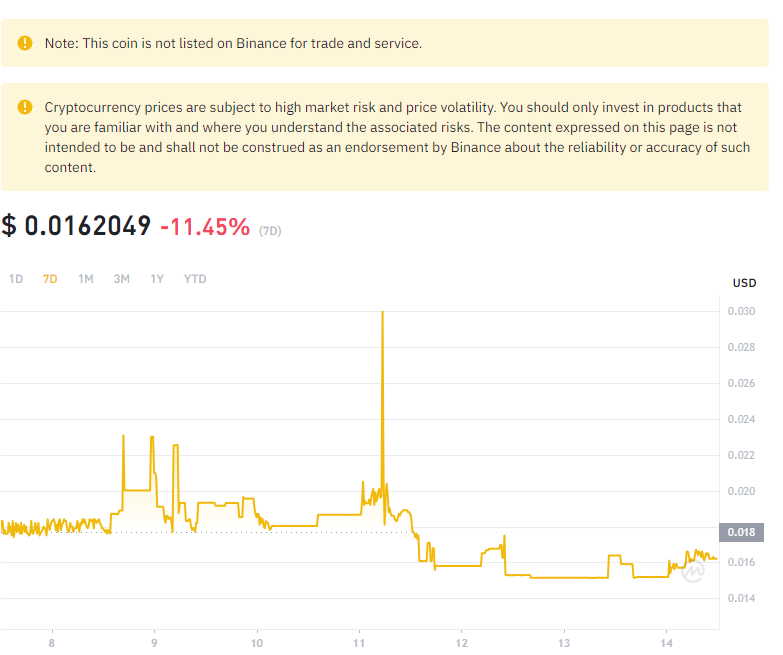 Note: This coin is not listed on Binance for trade and service.
Cryptocurrency prices are subject to high market risk and price volatility. You should only invest in products that
you are familiar with and where you understand the associated risks. The content expressed on this page is not
intended to be and shall not be construed as an endorsement by Binance about the reliability or accuracy of such
content.
$ 0.0162049 -11.45% (7D)
1D 7D 1M 3M 1Y YTD
USD
0.030
0.028
0.026
0.024
0.022
0.020
0.018
0.016
0.014
8 9 10 11 12 13 14